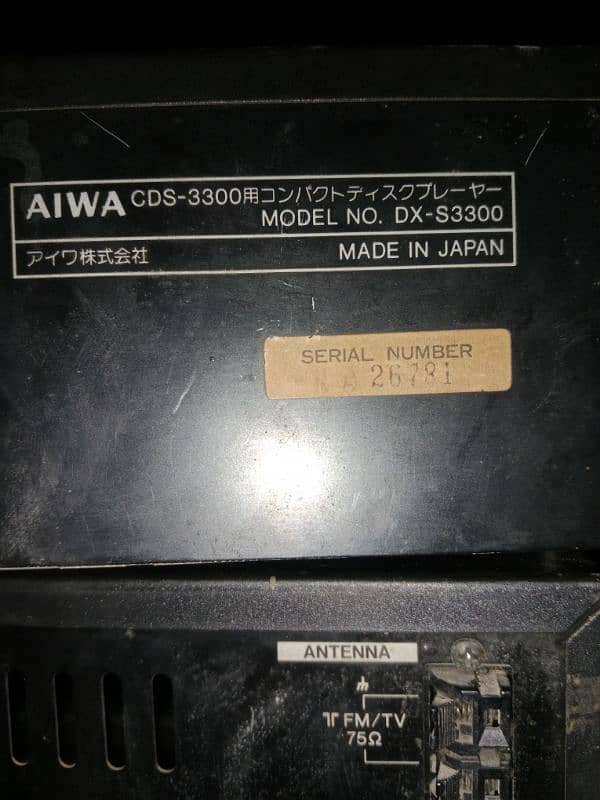 AIWA CDS-3300用コンパクトディスクプレーヤー
MODEL NO. DX-S3300
アイワ株式会社 MADE IN JAPAN
SERIAL NUMBER
26781
ANTENNA
FM/TV
75Ω